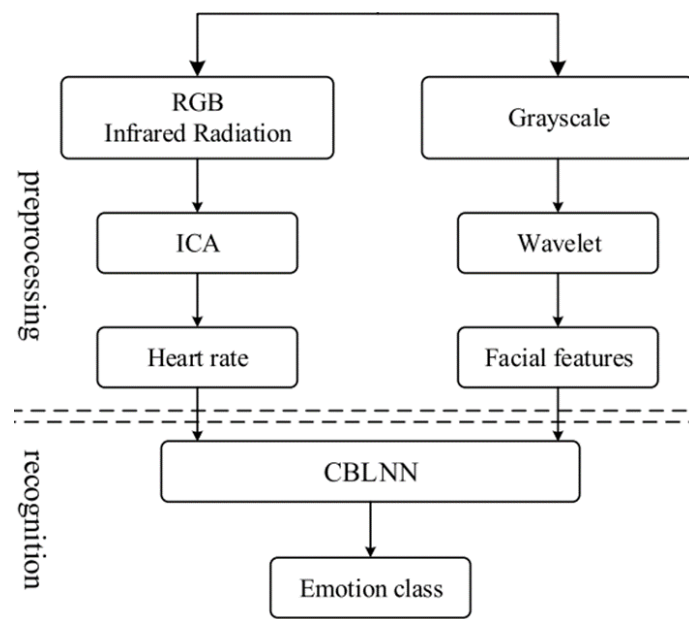 RGB
Infrared Radiation
Grayscale
preprocessing
ICA
Wavelet
Heart rate
Facial features
CBLNN
recognition
Emotion class